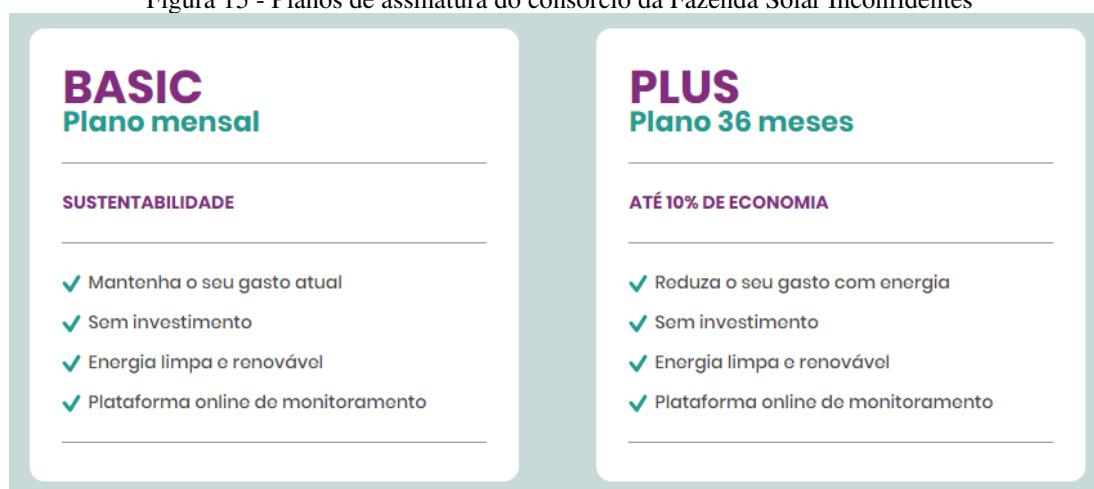 Figura 15 - Planos de assinatura do consórcio da Fazenda Solar Inconfidentes
BASIC
Plano mensal
SUSTENTABILIDADE
Mantenha o seu gasto atual
Sem investimento
Energia limpa e renovável
Plataforma online de monitoramento
PLUS
Plano 36 meses
ATÉ 10% DE ECONOMIA
Reduza o seu gasto com energia
Sem investimento
Energia limpa e renovável
Plataforma online de monitoramento